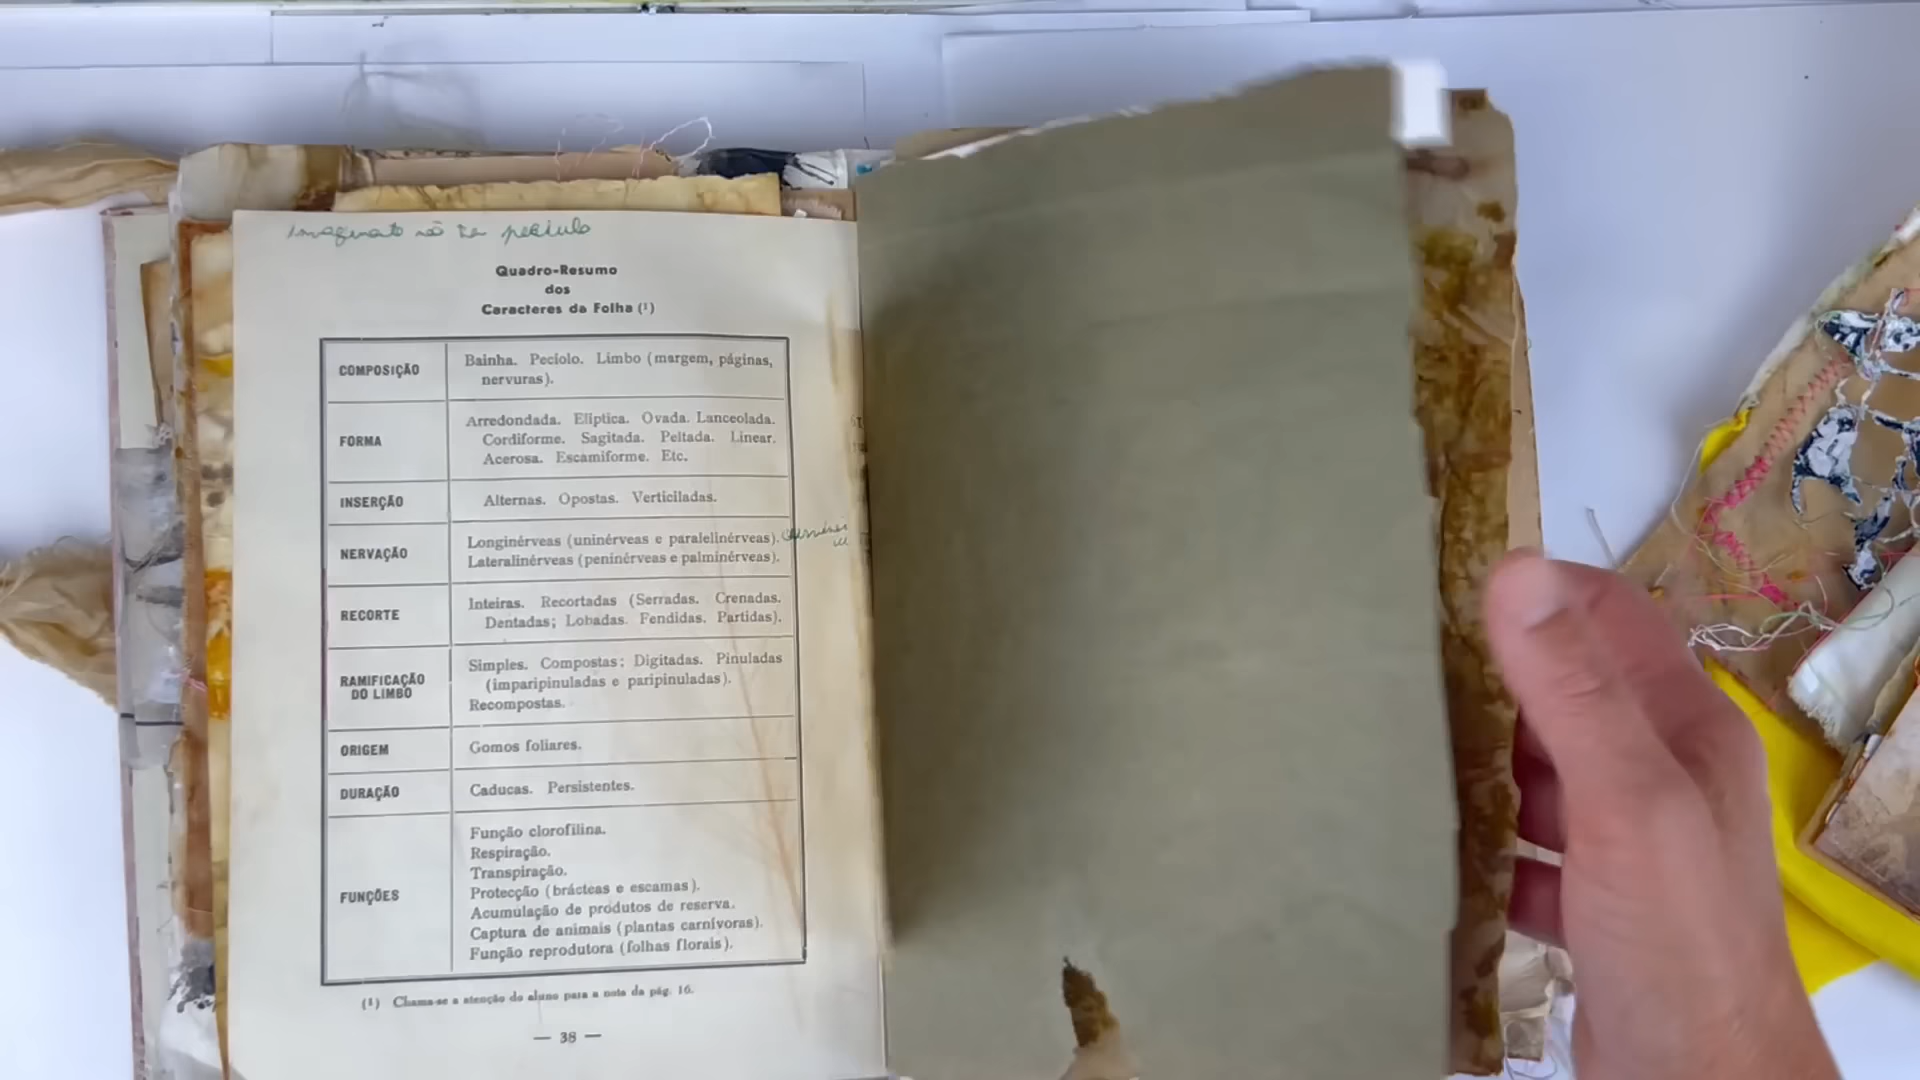 não pecíulo
Quadro-Resumo
dos
Caracteres da Folha (¹)
COMPOSIÇÃO
Bainha. Pecíolo. Limbo (margem, páginas,
nervuras).
FORMA
Arredondada. Elíptica. Ovada. Lanceolada.
Cordiforme. Sagitada. Peltada. Linear.
Acerosa. Escamiforme. Etc.
INSERÇÃO
Alternas. Opostas. Verticiladas.
NERVAÇÃO
Longinérveas (uninérveas e paralelinérveas).
Lateralinérveas (peninérveas e palminérveas).
RECORTE
Inteiras. Recortadas (Serradas. Crenadas.
Dentadas; Lobadas. Fendidas. Partidas).
RAMIFICAÇÃO
DO LIMBO
Simples. Compostas; Digitadas. Pinuladas
(imparipinuladas e paripinuladas).
Recompostas.
ORIGEM
Gomos foliares.
DURAÇÃO
Caducas. Persistentes.
FUNÇÕES
Função clorofilina.
Respiração.
Transpiração.
Protecção (brácteas e escamas).
Acumulação de produtos de reserva.
Captura de animais (plantas carnívoras).
Função reprodutora (folhas florais).
(1) Chama-se a atenção do aluno para a nota da pág. 16.
— 38 —